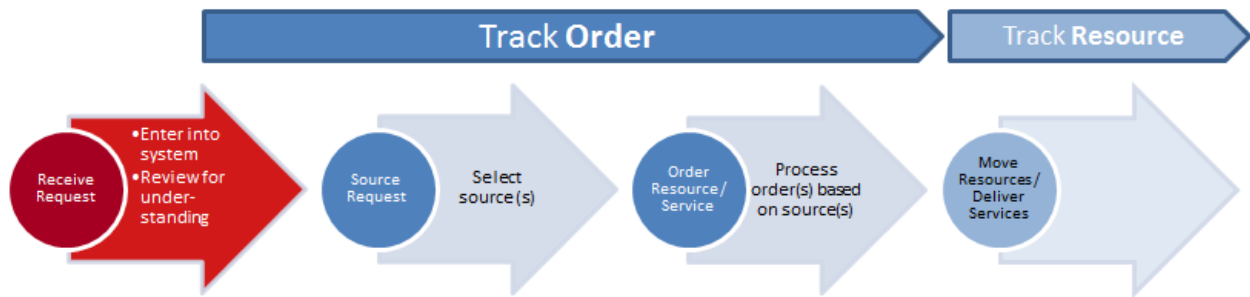 Track Order
Track Resource
Receive
Request
•Enter into
system
•Review for
under-
standing
Source
Request
Select
source(s)
Order
Resource/
Service
Process
order(s) based
on source(s)
Move
Resources/
Deliver
Services